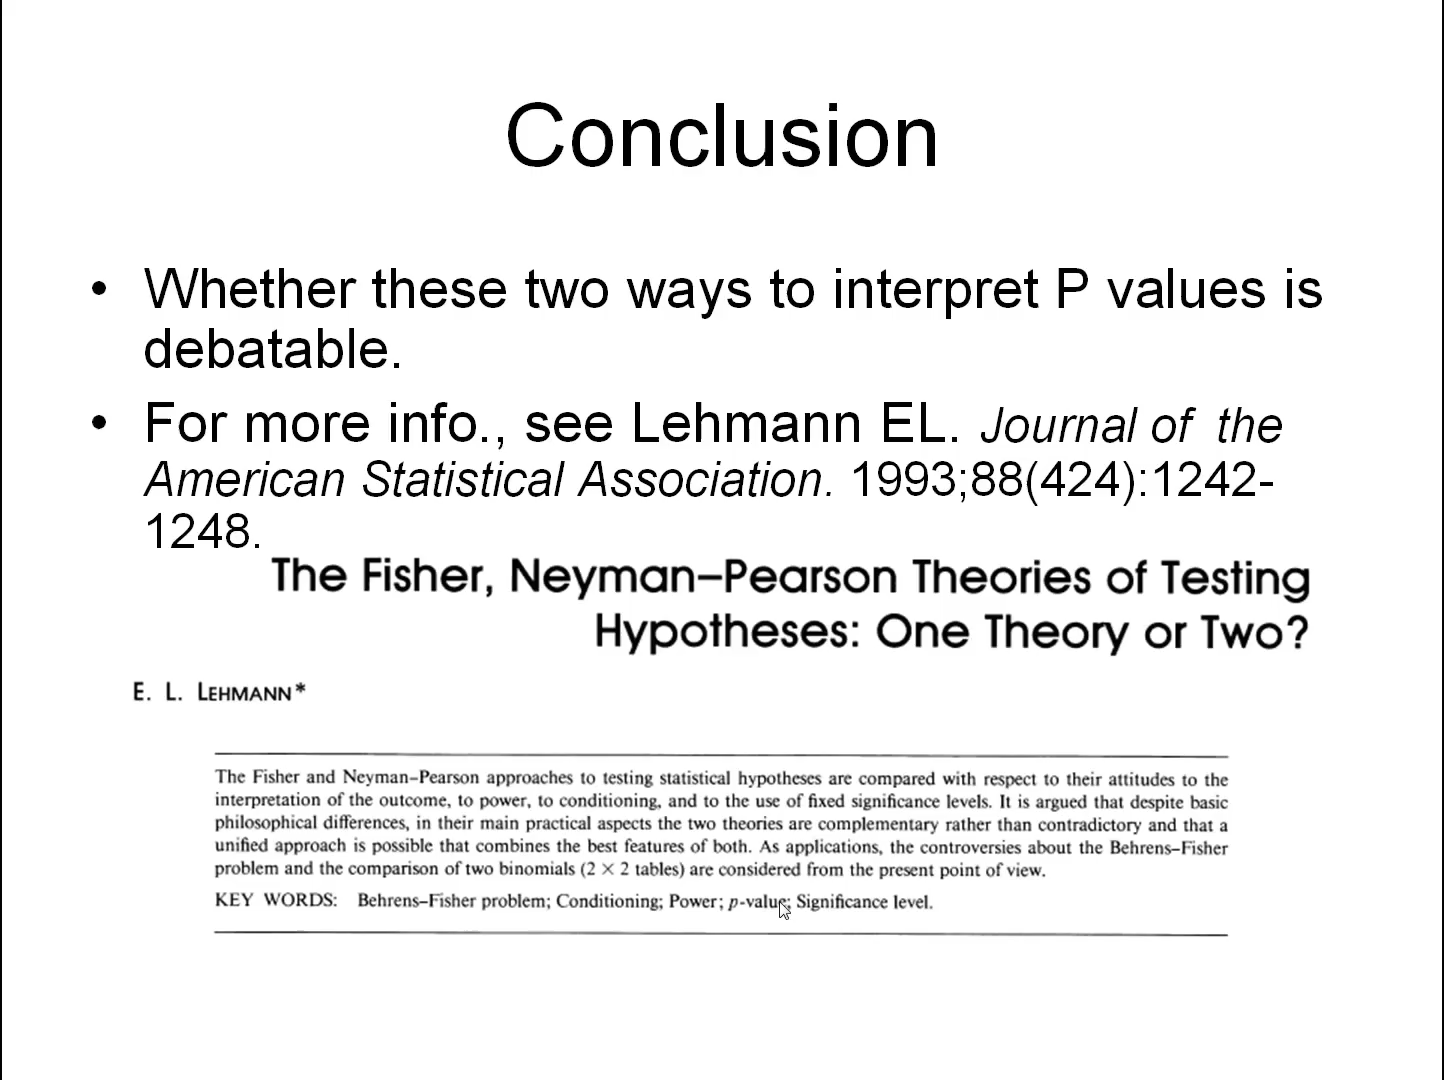 Conclusion
• Whether these two ways to interpret P values is
debatable.
• For more info., see Lehmann EL. Journal of the
American Statistical Association. 1993;88(424):1242-
1248.
The Fisher, Neyman–Pearson Theories of Testing
Hypotheses: One Theory or Two?
E. L. LEHMANN*
The Fisher and Neyman–Pearson approaches to testing statistical hypotheses are compared with respect to their attitudes to the
interpretation of the outcome, to power, to conditioning, and to the use of fixed significance levels. It is argued that despite basic
philosophical differences, in their main practical aspects the two theories are complementary rather than contradictory and that a
unified approach is possible that combines the best features of both. As applications, the controversies about the Behrens–Fisher
problem and the comparison of two binomials (2 × 2 tables) are considered from the present point of view.
KEY WORDS: Behrens–Fisher problem; Conditioning; Power; p-value; Significance level.